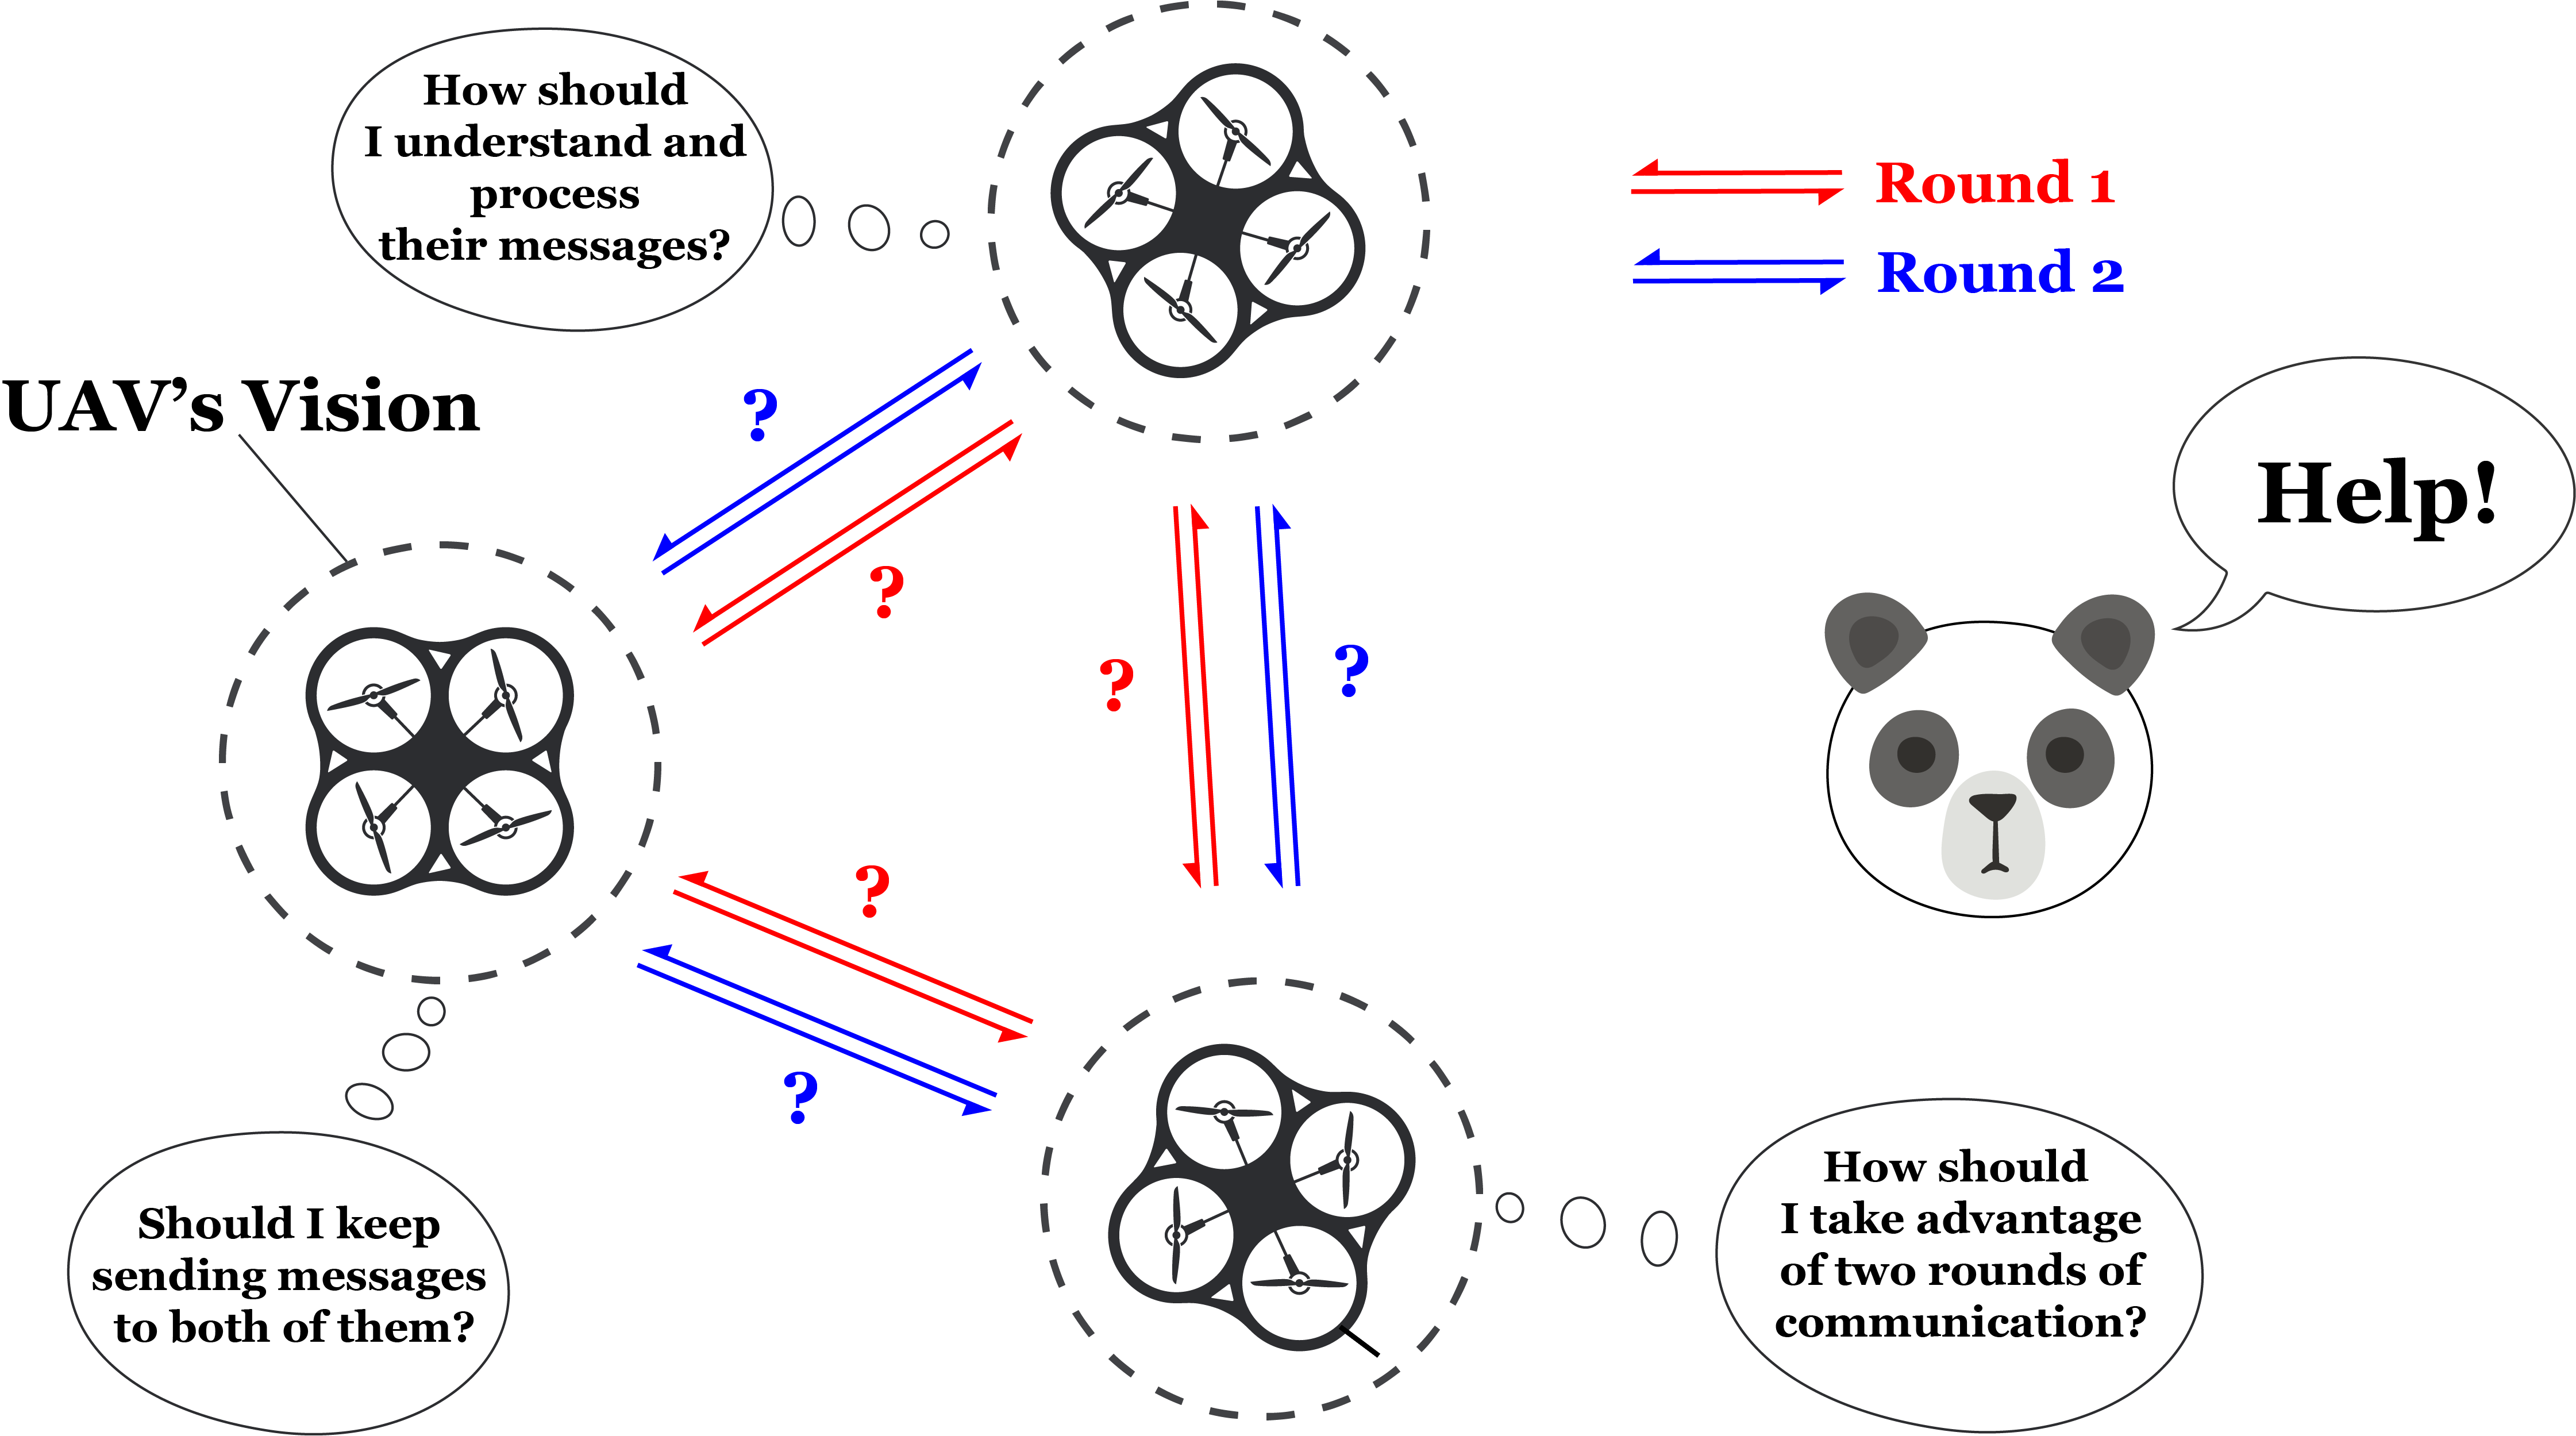 How should
I understand and
process
their messages?
Round 1
Round 2
UAV's Vision
?
?
Help!
?
?
?
?
Should I keep
sending messages
to both of them?
How should
I take advantage
of two rounds of
communication?